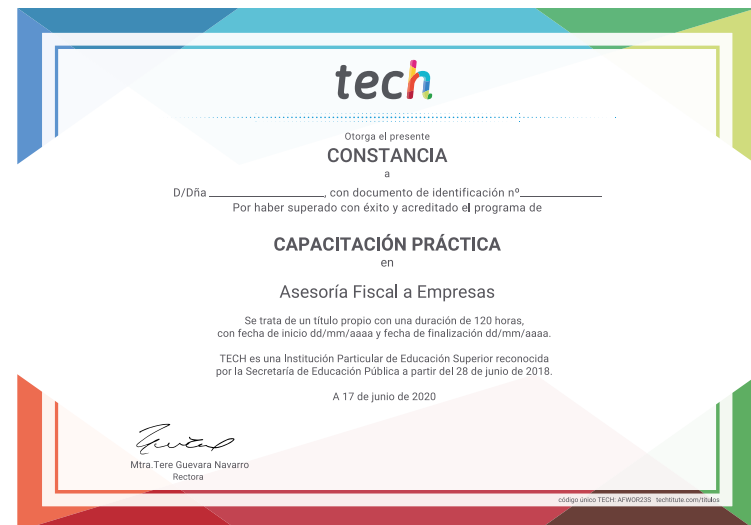 tech
Otorga el presente
CONSTANCIA
a
D/Dña ____________, con documento de identificación nº____________
Por haber superado con éxito y acreditado el programa de
CAPACITACIÓN PRÁCTICA
en
Asesoría Fiscal a Empresas
Se trata de un título propio con una duración de 120 horas,
con fecha de inicio dd/mm/aaaa y fecha de finalización dd/mm/aaaa.
TECH es una Institución Particular de Educación Superior reconocida
por la Secretaría de Educación Pública a partir del 28 de junio de 2018.
A 17 de junio de 2020
Mtra.Tere Guevara Navarro
Rectora
código único TECH: AFWOR23S techtitute.com/titulos